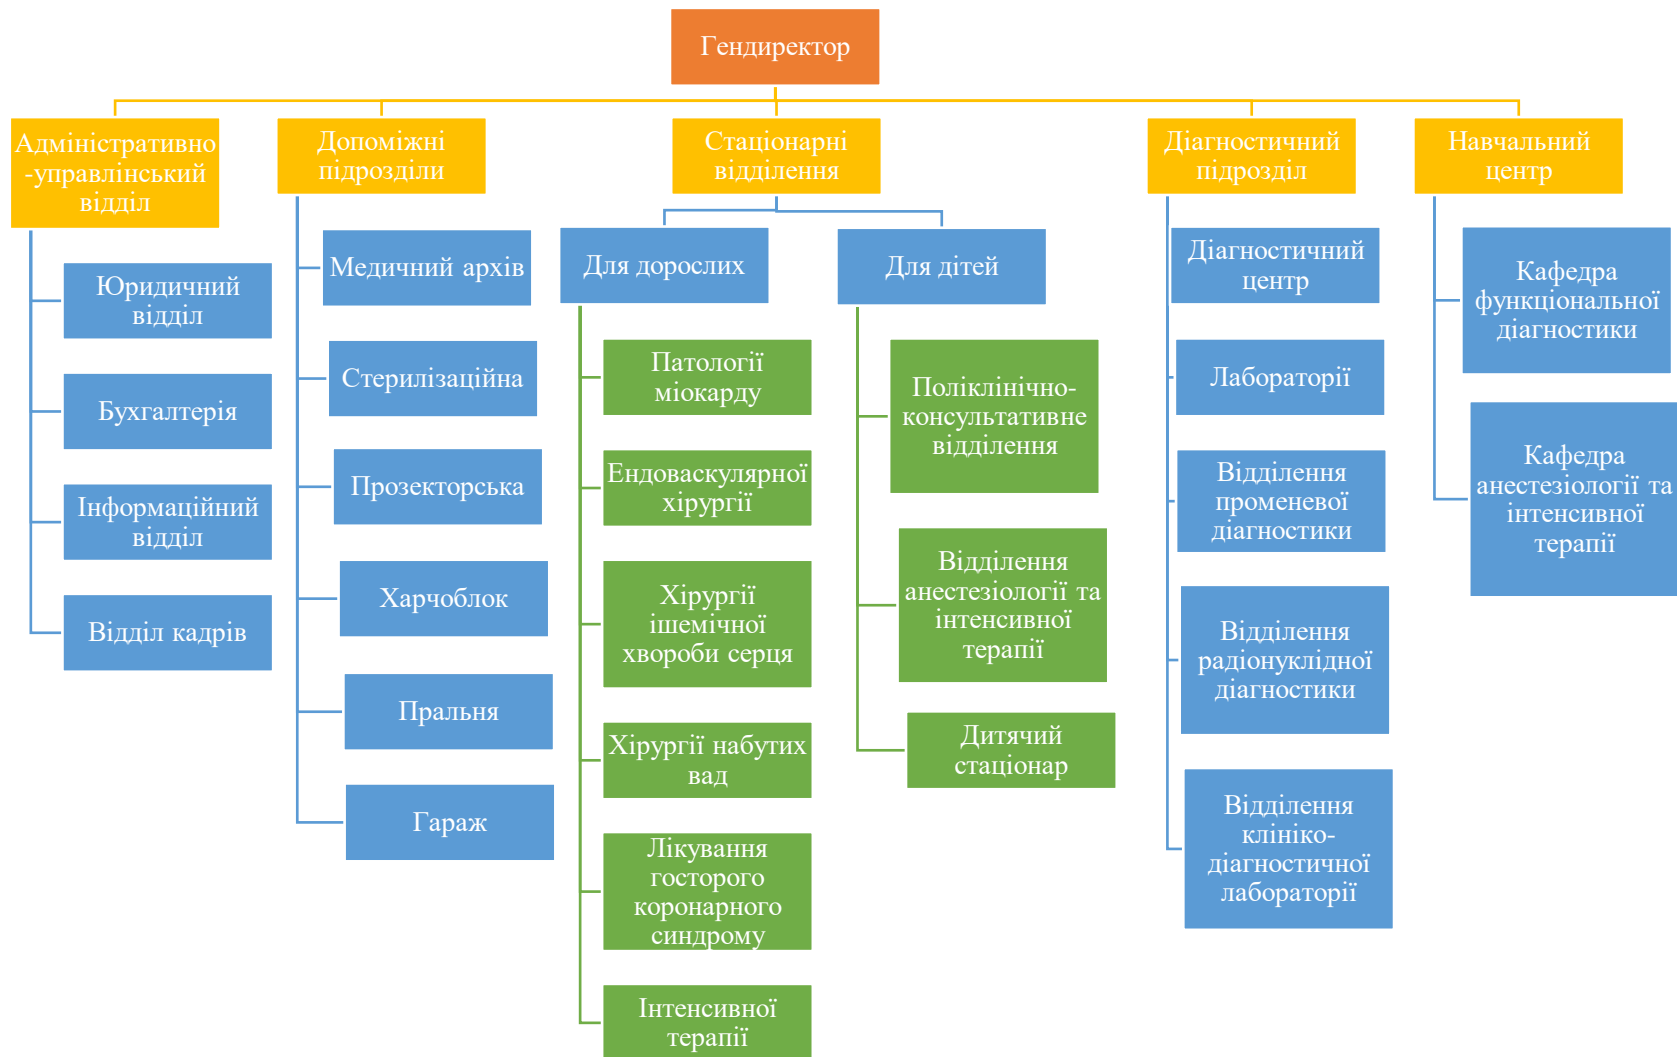 Гендиректор
Адміністративно
-управлінський
відділ
Юридичний
відділ
Бухгалтерія
Інформаційний
відділ
Відділ кадрів
Допоміжні
підрозділи
Медичний архів
Стерилізаційна
Прозекторська
Харчоблок
Пральня
Гараж
Стаціонарні
відділення
Для дорослих
Патології
міокарду
Ендоваскулярної
хірургії
Хірургії
ішемічної
хвороби серця
Хірургії набутих
вад
Лікування
госторого
коронарного
синдрому
Інтенсивної
терапії
Для дітей
Поліклінічно-
консультативне
відділення
Відділення
анестезіології та
інтенсивної
терапії
Дитячий
стаціонар
Діагностичний
підрозділ
Діагностичний
центр
Лабораторії
Відділення
променевої
діагностики
Відділення
радіонуклідної
діагностики
Відділення
клініко-
діагностичної
лабораторії
Навчальний
центр
Кафедра
функціональної
діагностики
Кафедра
анестезіології та
інтенсивної
терапії